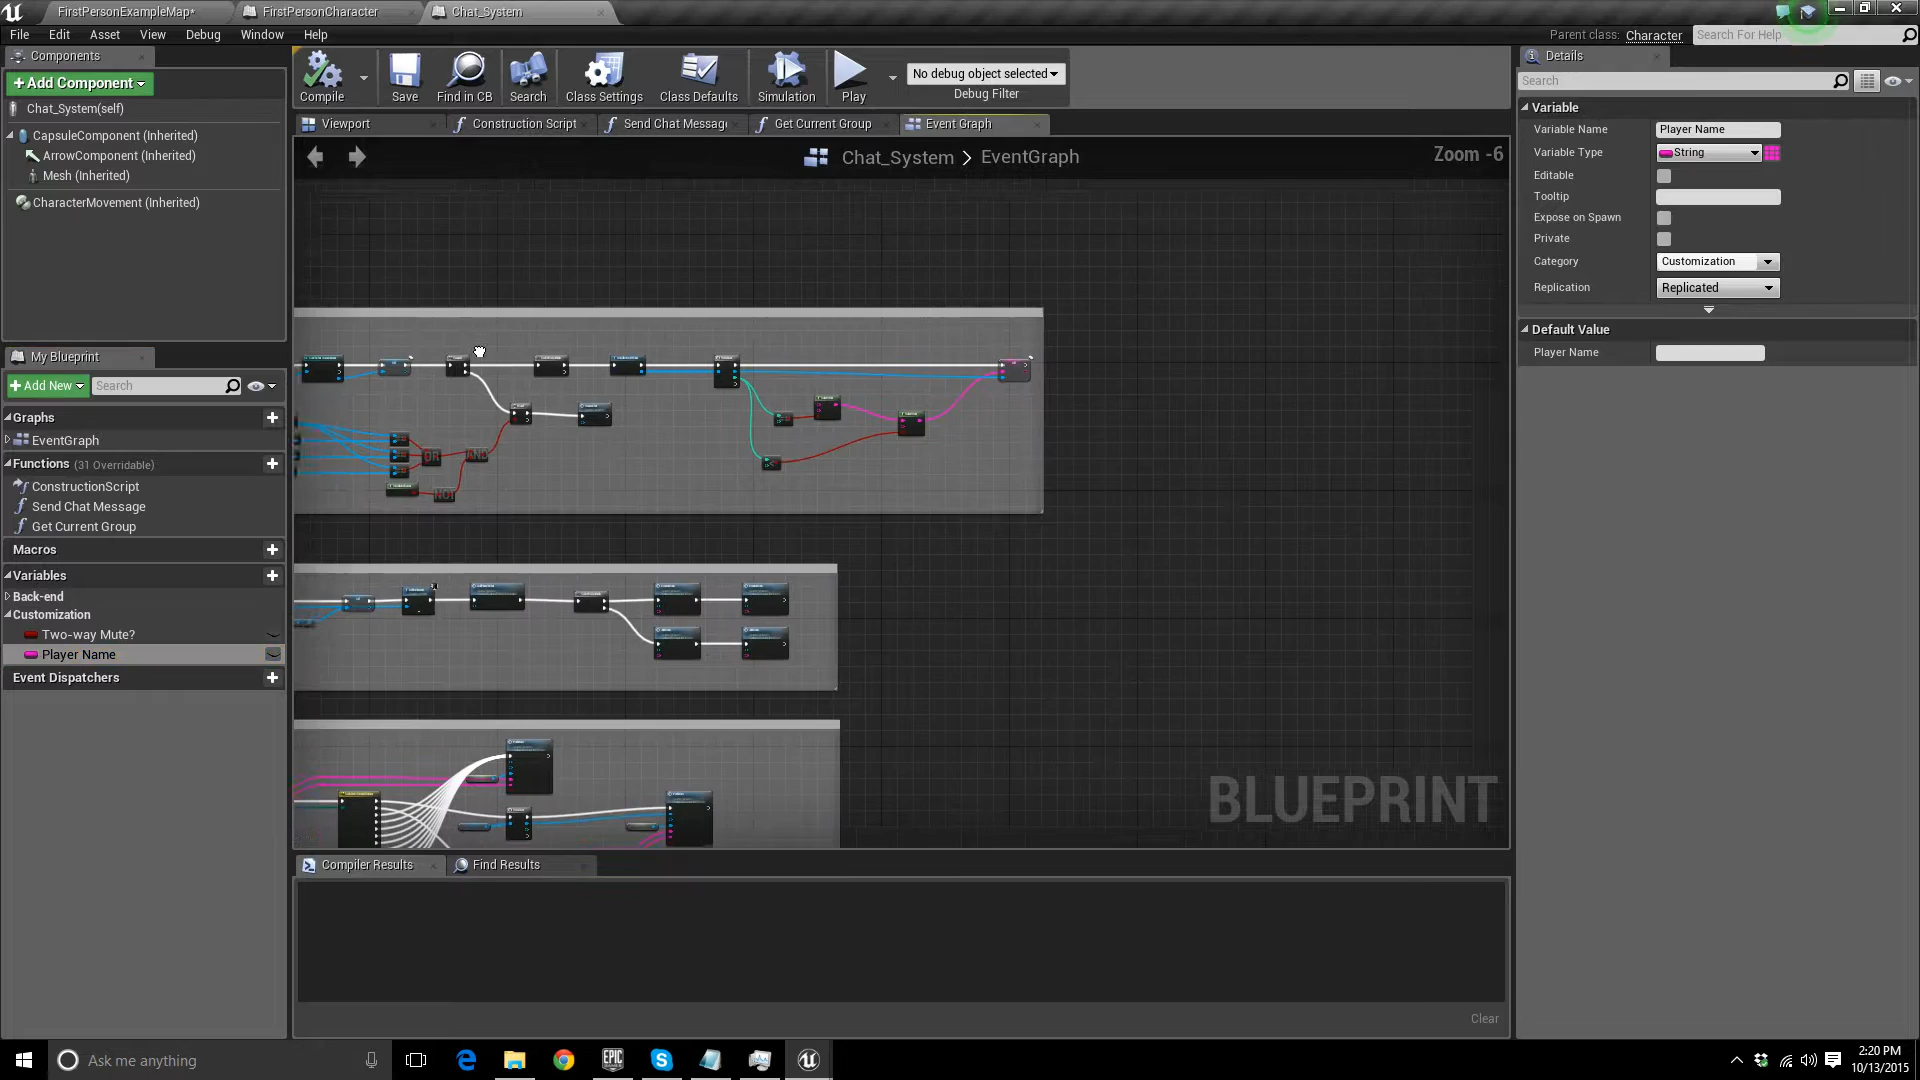 FirstPersonExampleMap*
FirstPersonCharacter
Chat_System
File Edit Asset View Debug Window Help
Parent class: Character
Search For Help
Components
+Add Component
Chat_System(self)
CapsuleComponent (Inherited)
ArrowComponent (Inherited)
Mesh (Inherited)
CharacterMovement (Inherited)
My Blueprint
+Add New
Search
Graphs
EventGraph
Functions (31 Overridable)
ConstructionScript
Send Chat Message
Get Current Group
Macros
Variables
Back-end
Customization
Two-way Mute?
Player Name
Event Dispatchers
Compile
Save
Find in CB
Search
Class Settings
Class Defaults
Simulation
Play
No debug object selected
Debug Filter
Viewport
Construction Script
Send Chat Messag
Get Current Group
Event Graph
Chat_System > EventGraph
Zoom -6
OR
AND
NOT
BLUEPRINT
Compiler Results
Find Results
Clear
Details
Search
Variable
Variable Name Player Name
Variable Type String
Editable
Tooltip
Expose on Spawn
Private
Category Customization
Replication Replicated
Default Value
Player Name
Ask me anything
EPIC
2:20 PM
10/13/2015